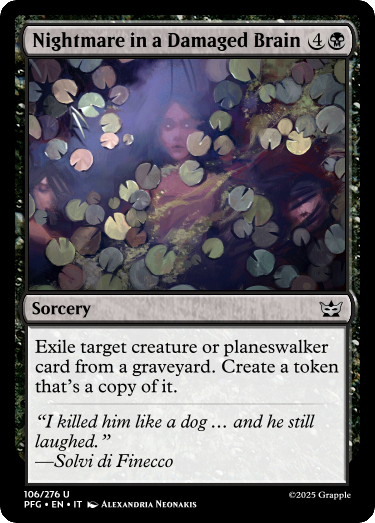 Nightmare in a Damaged Brain 4
Sorcery
Exile target creature or planeswalker
card from a graveyard. Create a token
that's a copy of it.
“I killed him like a dog … and he still
laughed.”
—Solvi di Finecco
106/276 U
PFG • EN • IT Alexandria Neonakis
©2025 Grapple